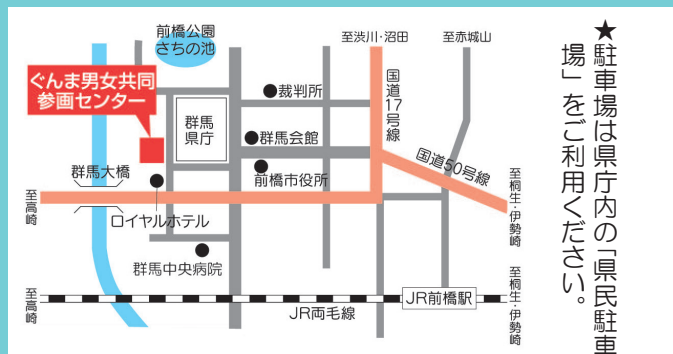 前橋公園
さちの池
至渋川・沼田
至赤城山
ぐんま男女共同
参画センター
裁判所
国道17号線
群馬
県庁
群馬会館
国道50号線
群馬大橋
前橋市役所
至桐生・伊勢崎
至高崎
ロイヤルホテル
群馬中央病院
至高崎
JR両毛線
JR前橋駅
至桐生・伊勢崎
★駐車場は県庁内の「県民駐車
場」をご利用ください。